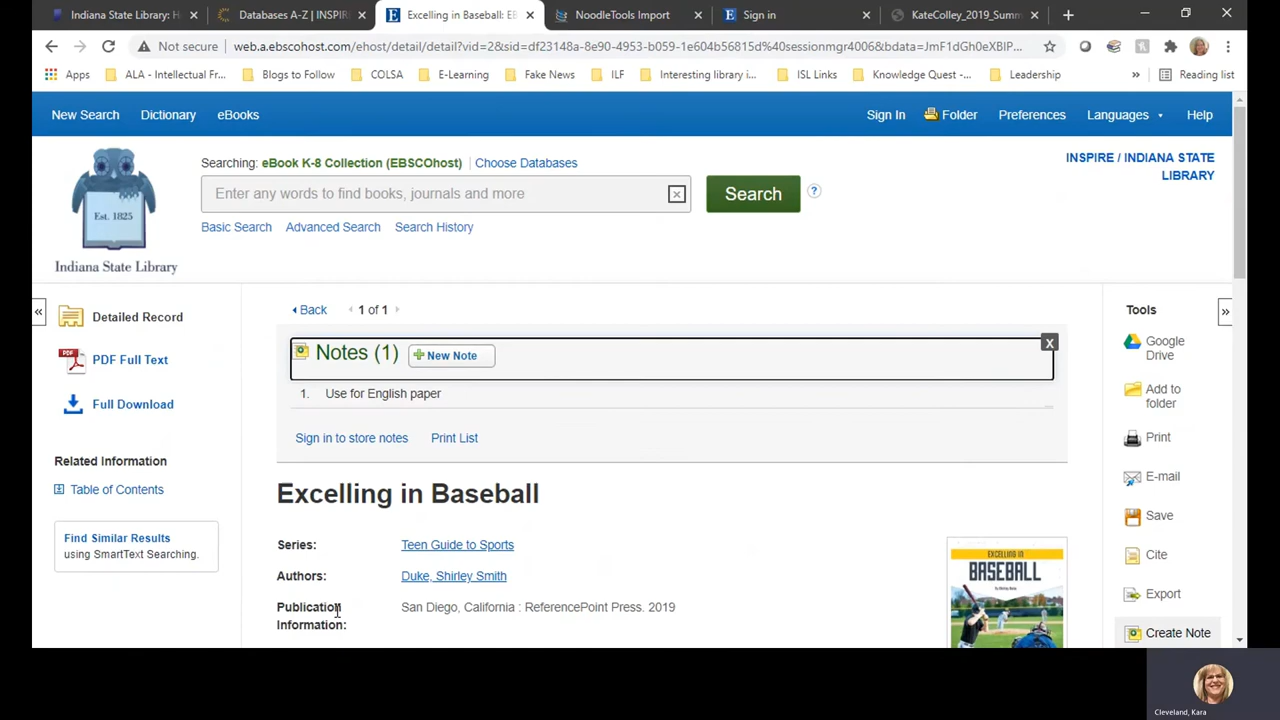 Indiana State Library: H
Databases A-Z | INSPIRE
Excelling in Baseball: EB
NoodleTools Import
Sign in
KateColley_2019_Summ
Not secure
web.a.ebscohost.com/ehost/detail/detail?vid=2&sid=df23148a-8e90-4953-b059-1e604b56815d%40sessionmgr4006&bdata=JmF1dGh0eXBlP...
Apps
ALA - Intellectual Fr...
Blogs to Follow
COLSA
E-Learning
Fake News
ILF
Interesting library i...
ISL Links
Knowledge Quest -...
Leadership
»
Reading list
New Search
Dictionary
eBooks
Sign In
Folder
Preferences
Languages
Help
Est. 1825
Indiana State Library
Searching: eBook K-8 Collection (EBSCOhost) Choose Databases
Enter any words to find books, journals and more
Search
Basic Search
Advanced Search
Search History
INSPIRE / INDIANA STATE
LIBRARY
Detailed Record
PDF Full Text
Full Download
Related Information
Table of Contents
Find Similar Results
using SmartText Searching.
Back
1 of 1
Notes (1)
New Note
1. Use for English paper
Sign in to store notes
Print List
Excelling in Baseball
Series: Teen Guide to Sports
Authors: Duke, Shirley Smith
Publication San Diego, California : ReferencePoint Press. 2019
Information:
EXCELLING IN
BASEBALL
Tools
Google
Drive
Add to
folder
Print
E-mail
Save
Cite
Export
Create Note
Cleveland, Kara